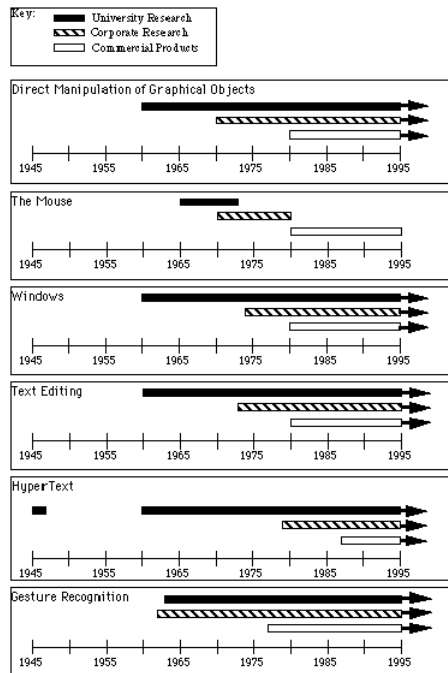 Key:
University Research
Corporate Research
Commercial Products
Direct Manipulation of Graphical Objects
1945 1955 1965 1975 1985 1995
The Mouse
1945 1955 1965 1975 1985 1995
Windows
1945 1955 1965 1975 1985 1995
Text Editing
1945 1955 1965 1975 1985 1995
HyperText
1945 1955 1965 1975 1985 1995
Gesture Recognition
1945 1955 1965 1975 1985 1995